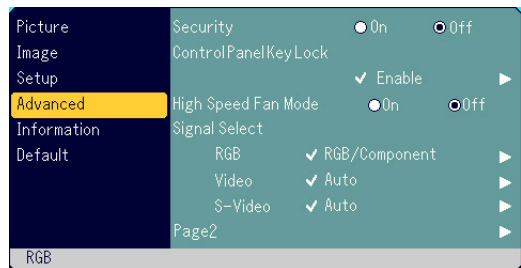 Picture
Image
Setup
Advanced
Information
Default
Security On Off
ControlPanelKeyLock
Enable
High Speed Fan Mode On Off
Signal Select
RGB RGB/Component
Video Auto
S-Video Auto
Page2
RGB